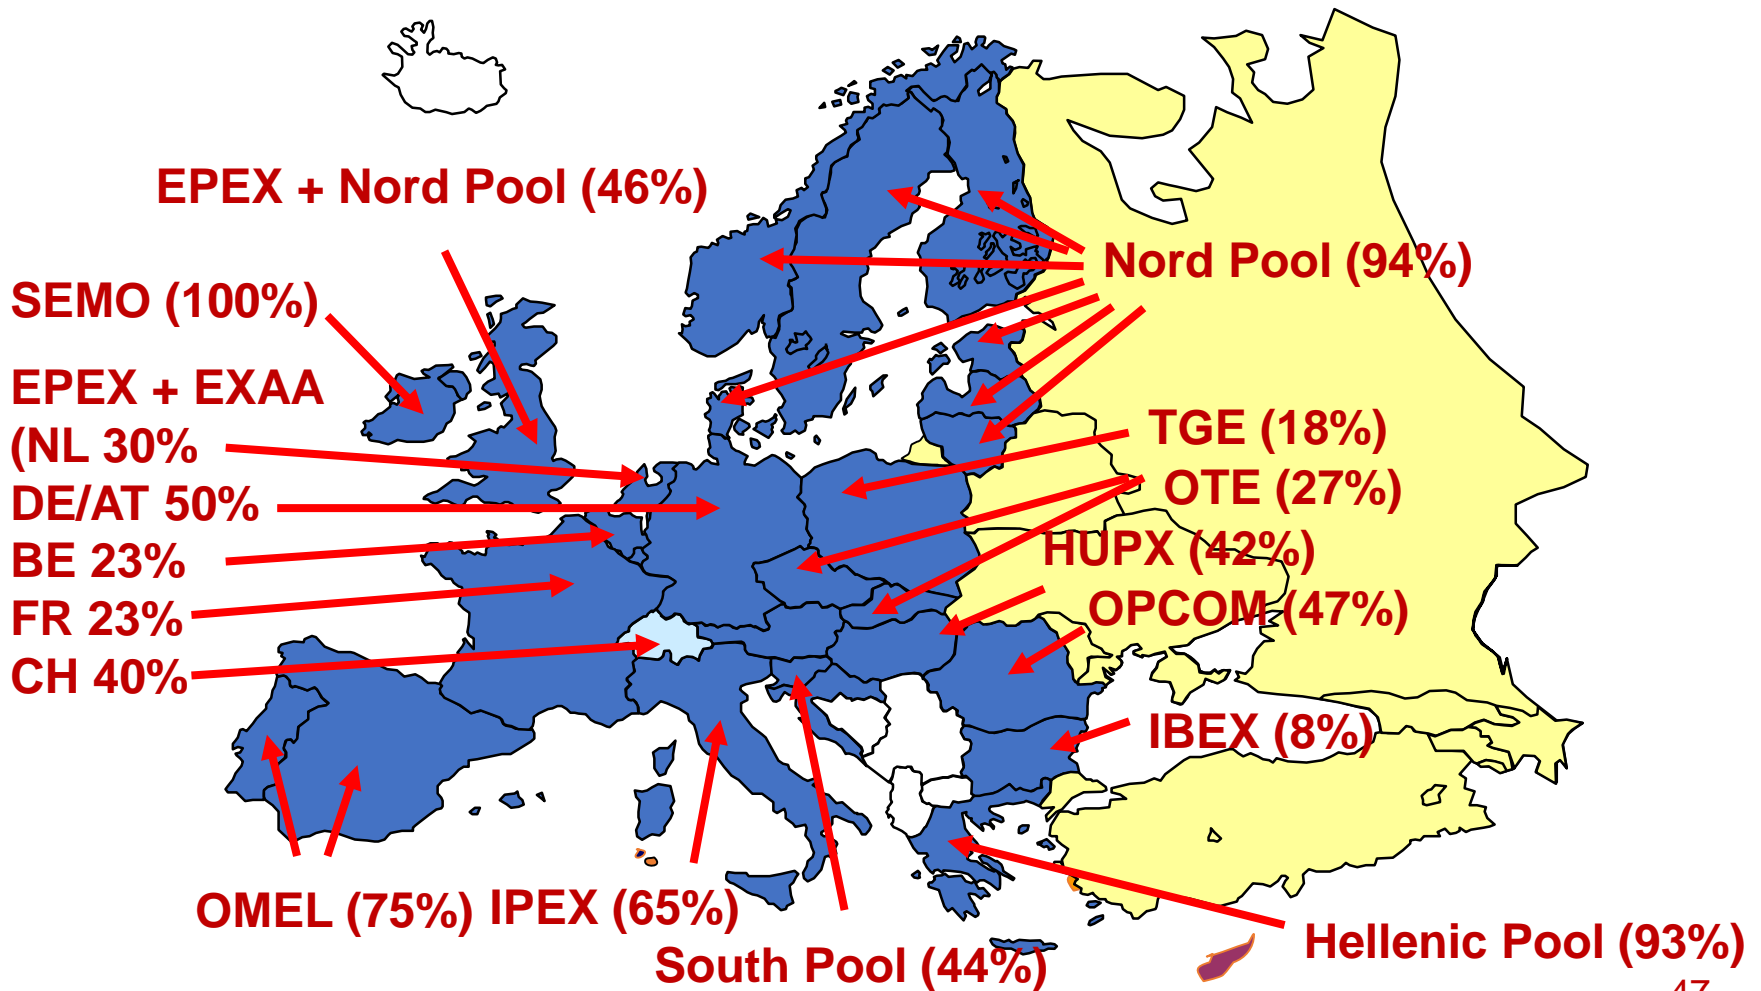 EPEX + Nord Pool (46%)
Nord Pool (94%)
SEMO (100%)
EPEX + EXAA
(NL 30%
DE/AT 50%
BE 23%
FR 23%
CH 40%
TGE (18%)
OTE (27%)
HUPX (42%)
OPCOM (47%)
IBEX (8%)
OMEL (75%)
IPEX (65%)
South Pool (44%)
Hellenic Pool (93%)
47